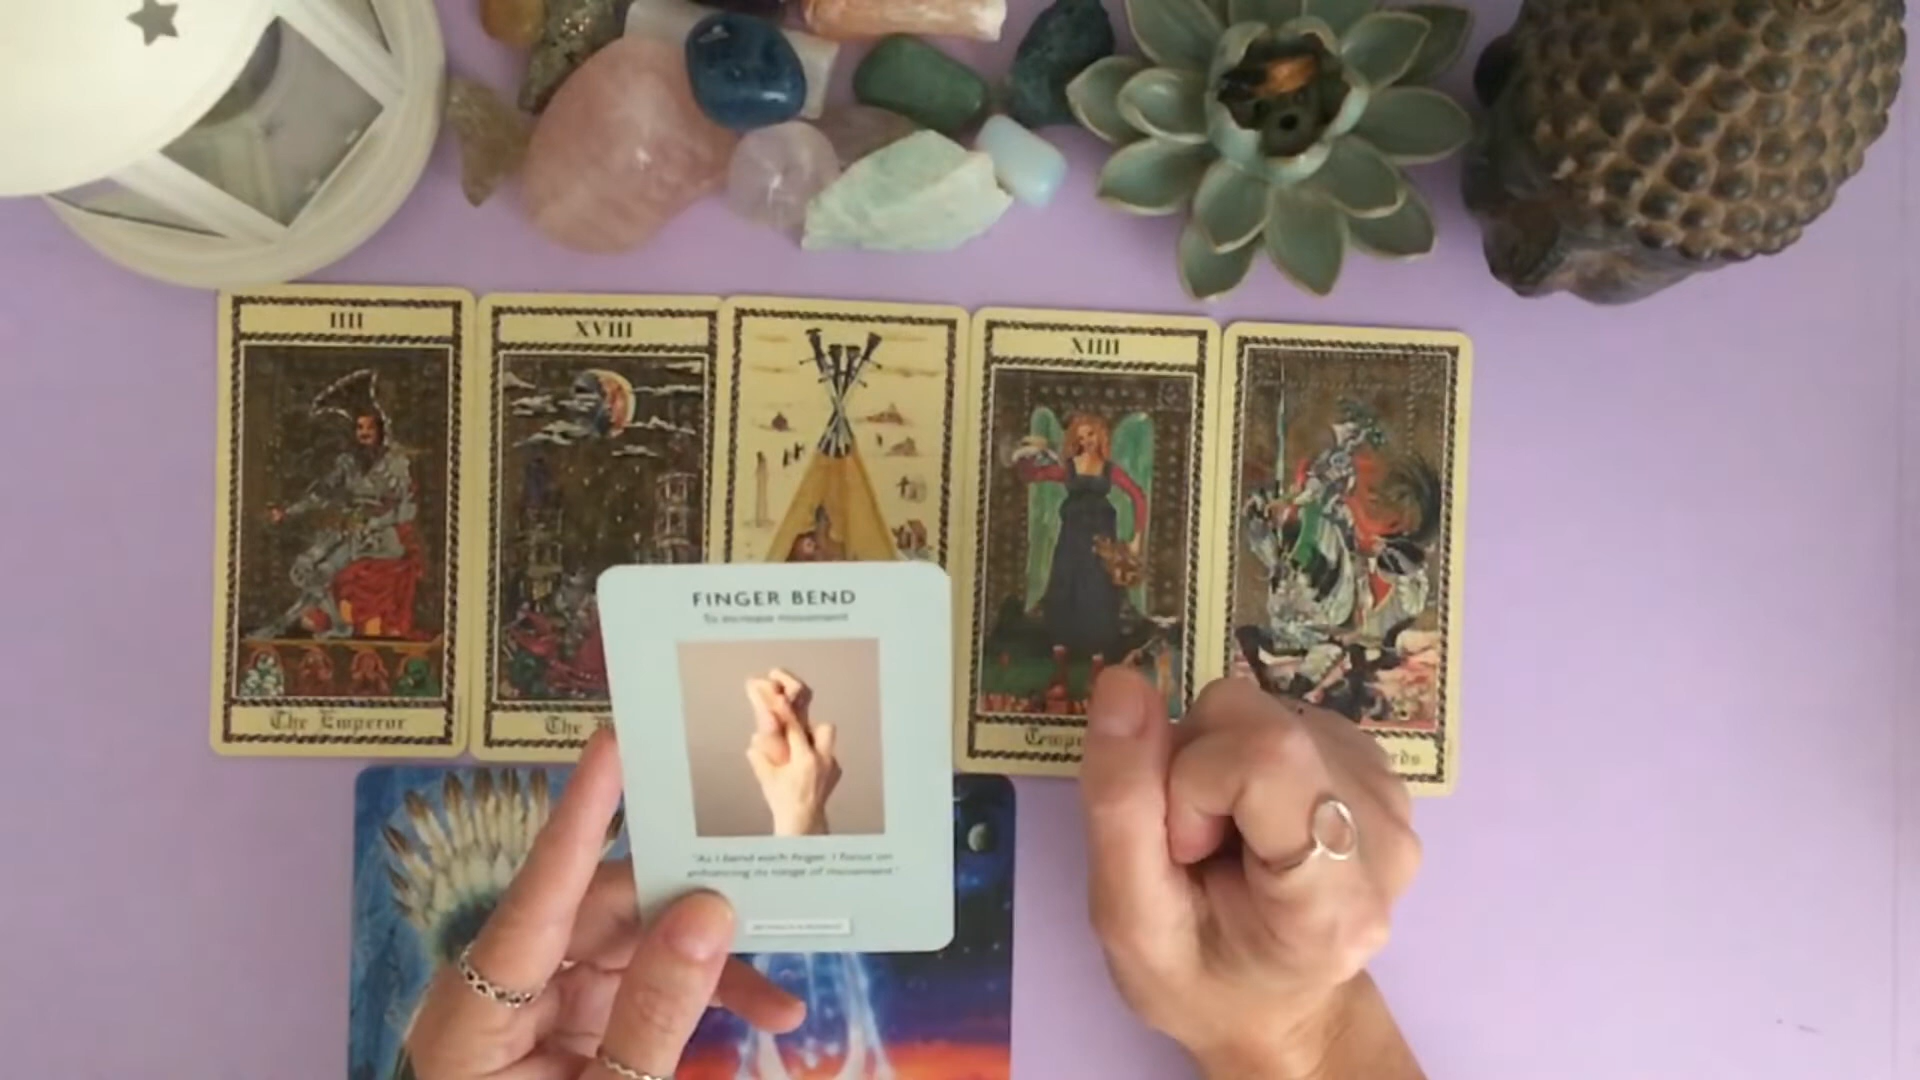 IIII
XVIII
XIIII
The Emperor
The
FINGER BEND
To increase movement
"As I bend each finger, I focus on
enhancing its range of movement."